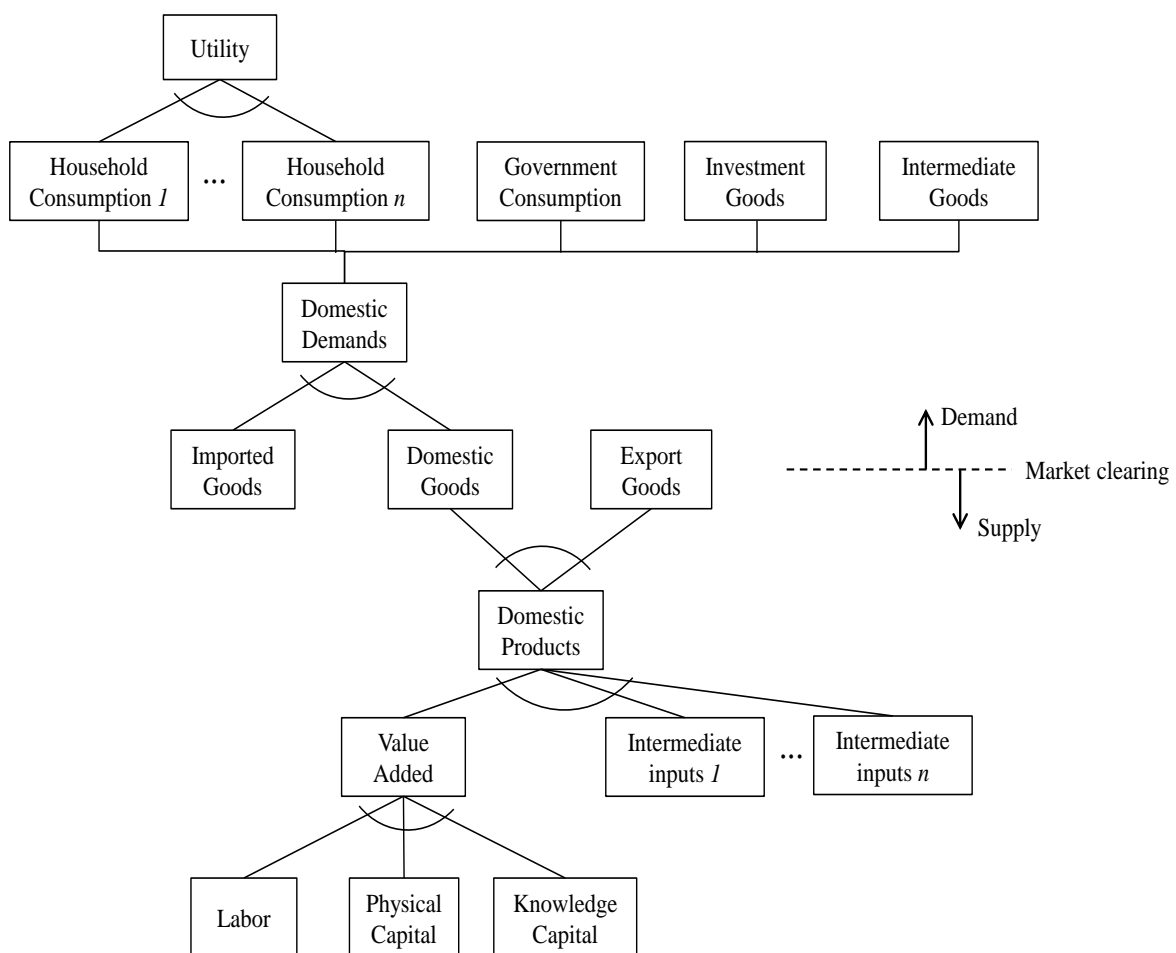 Utility
Household
Consumption 1
...
Household
Consumption n
Government
Consumption
Investment
Goods
Intermediate
Goods
Domestic
Demands
Imported
Goods
Domestic
Goods
Export
Goods
Demand
Market clearing
Supply
Domestic
Products
Value
Added
Intermediate
inputs 1
...
Intermediate
inputs n
Labor
Physical
Capital
Knowledge
Capital